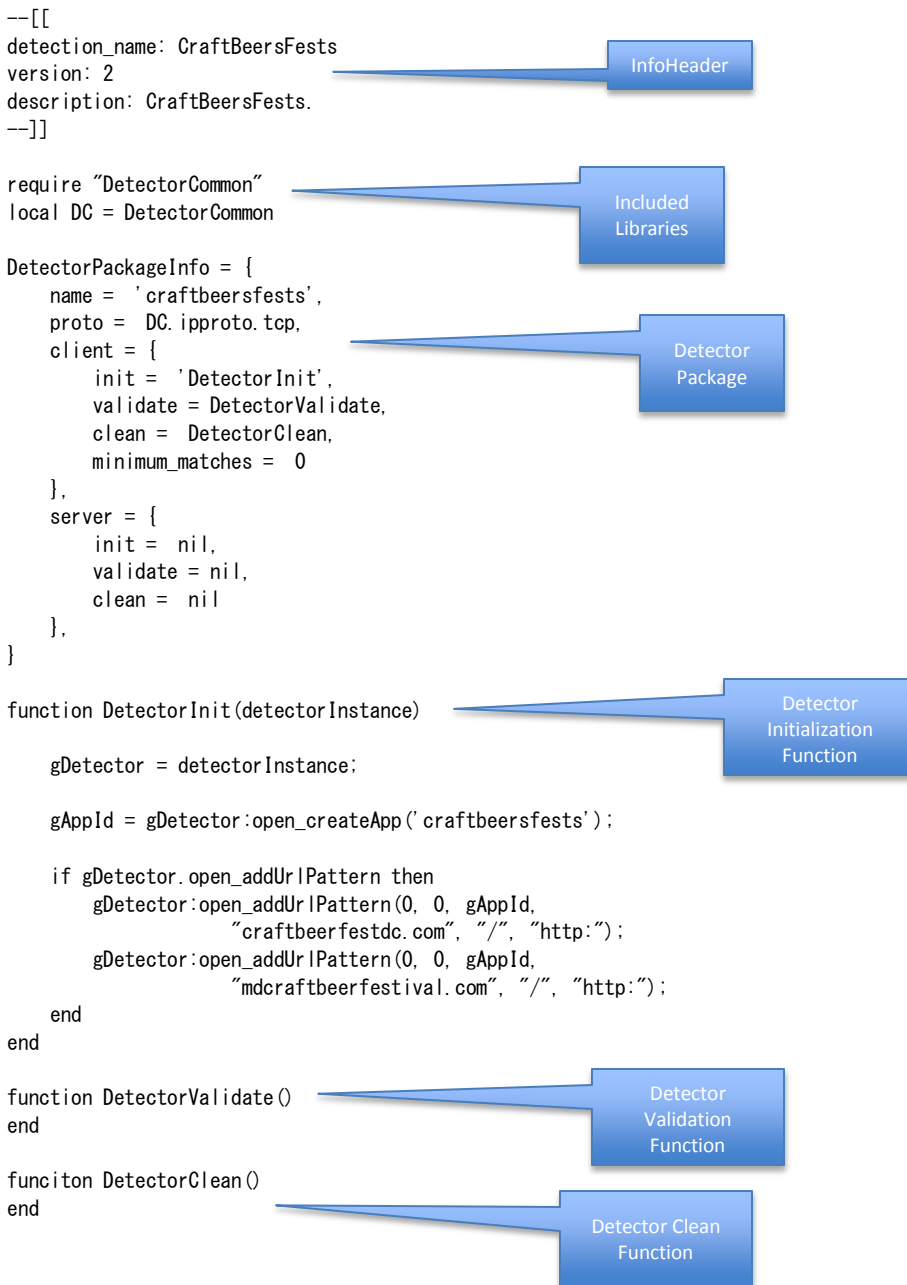 --[[
detection_name: CraftBeersFests
version: 2
description: CraftBeersFests.
--]]
InfoHeader
require "DetectorCommon"
local DC = DetectorCommon
Included
Libraries
DetectorPackageInfo = {
    name =  'craftbeersfests',
    proto =  DC.ipproto.tcp,
    client = {
        init =  'DetectorInit',
        validate = DetectorValidate,
        clean =  DetectorClean,
        minimum_matches =  0
    },
    server = {
        init =  nil,
        validate = nil,
        clean =  nil
    },
}
Detector
Package
function DetectorInit(detectorInstance)
    gDetector = detectorInstance;
    gAppId = gDetector:open_createApp('craftbeersfests');
    if gDetector.open_addUrlPattern then
        gDetector:open_addUrlPattern(0, 0, gAppId,
                    "craftbeerfestdc.com", "/", "http:");
        gDetector:open_addUrlPattern(0, 0, gAppId,
                    "mdcraftbeerfestival.com", "/", "http:");
    end
end
Detector
Initialization
Function
function DetectorValidate()
end
Detector
Validation
Function
funciton DetectorClean()
end
Detector Clean
Function